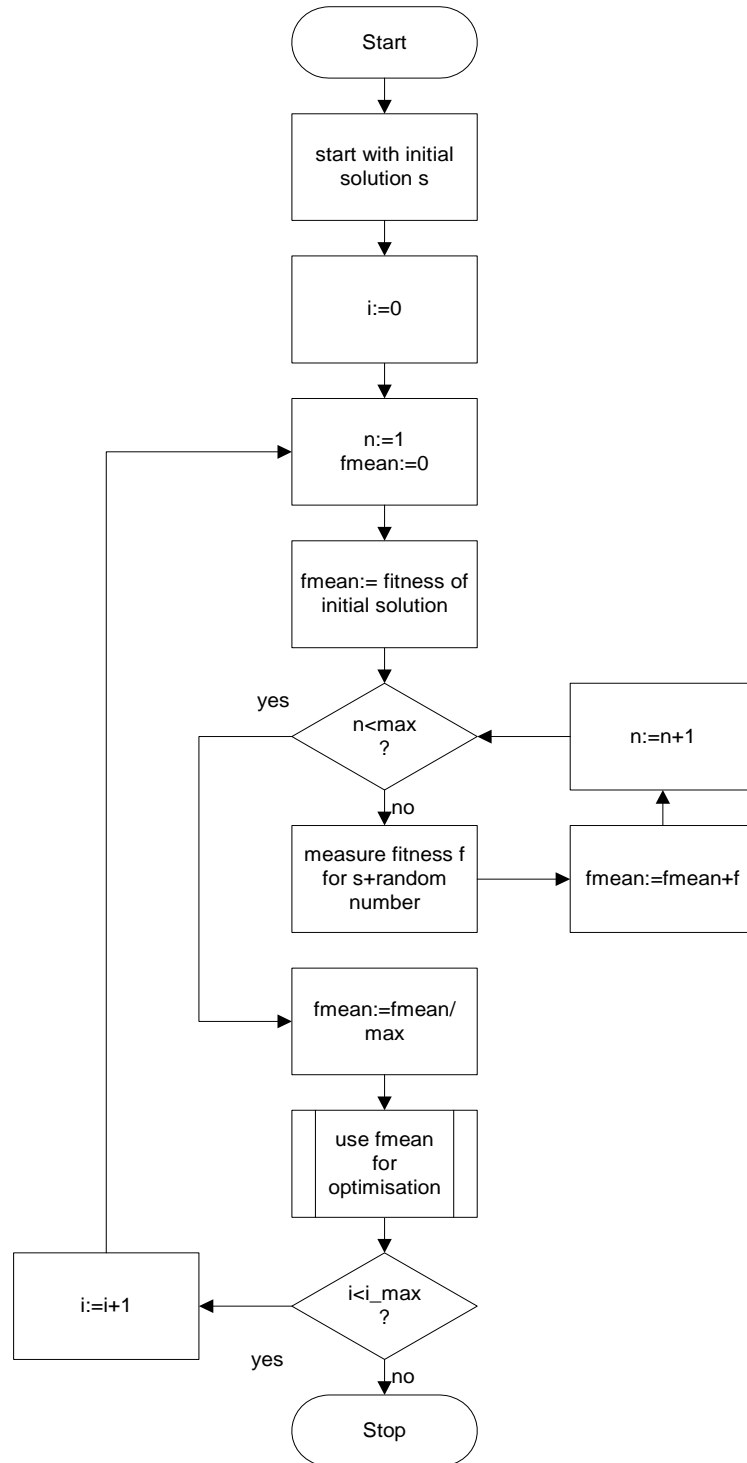 Start
start with initial
solution s
i:=0
n:=1
fmean:=0
fmean:= fitness of
initial solution
yes
n<max
?
n:=n+1
no
measure fitness f
for s+random
number
fmean:=fmean+f
fmean:=fmean/
max
use fmean
for
optimisation
i<i_max
?
i:=i+1
yes
no
Stop